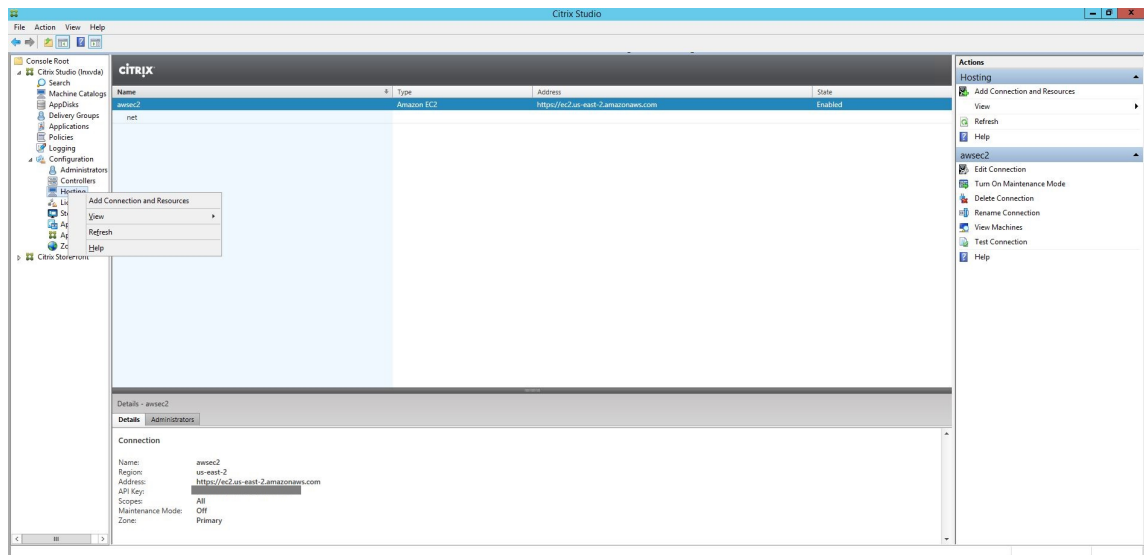 Citrix Studio
File Action View Help
Console Root
Citrix Studio (lnxvda)
Search
Machine Catalogs
AppDisks
Delivery Groups
Applications
Policies
Logging
Configuration
Administrators
Controllers
Hosting
Citrix StoreFront
Add Connection and Resources
View
Refresh
Help
CITRIX
Name Type Address State
awsec2 Amazon EC2 https://ec2.us-east-2.amazonaws.com Enabled
net
Details - awsec2
Details Administrators
Connection
Name: awsec2
Region: us-east-2
Address: https://ec2.us-east-2.amazonaws.com
API Key:
Scopes: All
Maintenance Mode: Off
Zone: Primary
Actions
Hosting
Add Connection and Resources
View
Refresh
Help
awsec2
Edit Connection
Turn On Maintenance Mode
Delete Connection
Rename Connection
View Machines
Test Connection
Help